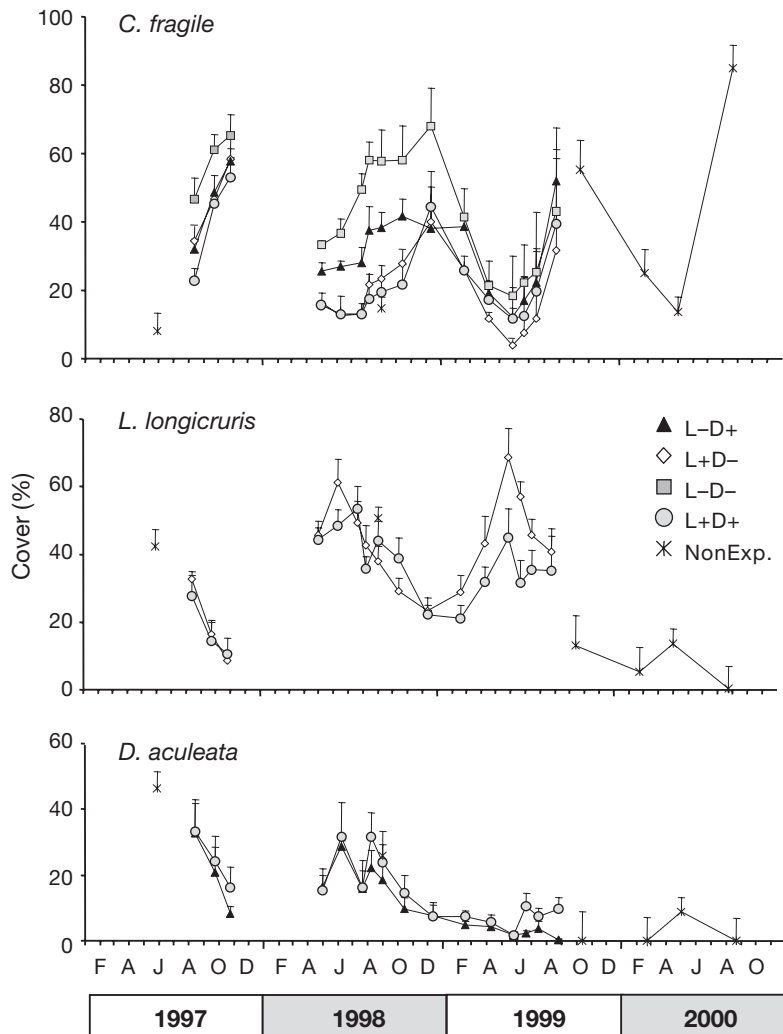 C. fragile
100
80
60
40
20
0
L. longicruris
80
60
40
20
0
L–D+
L+D–
L–D–
L+D+
NonExp.
Cover (%)
D. aculeata
60
40
20
0
F A J A O D F A J A O D F A J A O D F A J A O
1997 1998 1999 2000